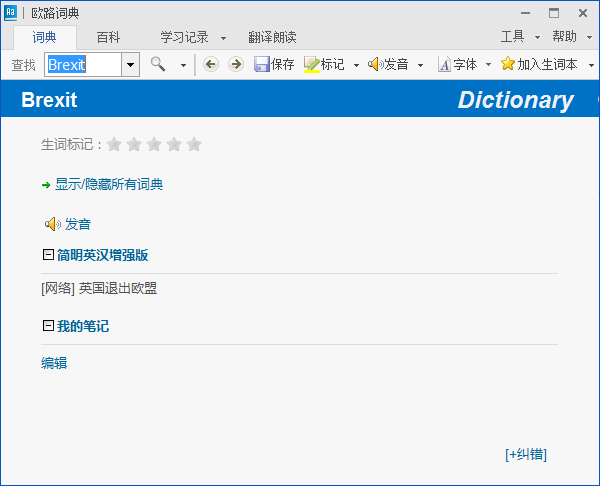 欧路词典
词典 百科 学习记录 翻译朗读 工具 帮助
查找 Brexit 保存 标记 发音 字体 加入生词本
Brexit Dictionary
生词标记：
显示/隐藏所有词典
发音
简明英汉增强版
[网络] 英国退出欧盟
我的笔记
编辑
[+纠错]